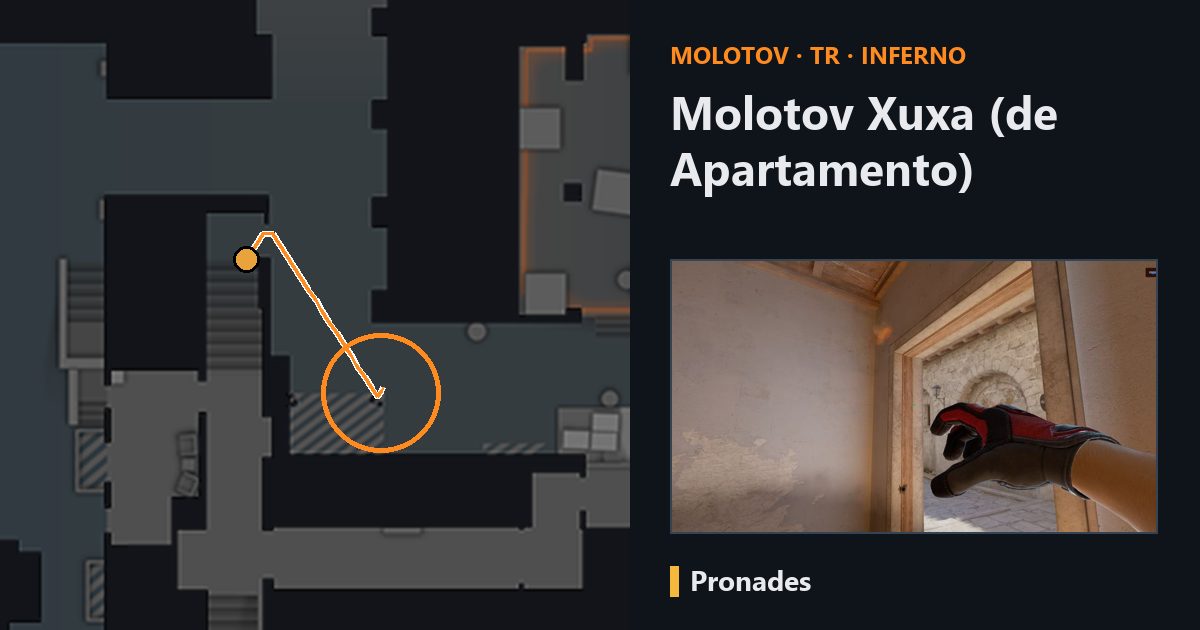 MOLOTOV · TR · INFERNO
Molotov Xuxa (de
Apartamento)
Pronades